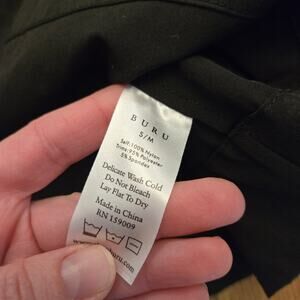 BURU
S/M
Self:100% Nylon
Trim:95% Polyester
5% Spandex
Delicate Wash Cold
Do Not Bleach
Lay Flat To Dry
Made in China
RN 159009